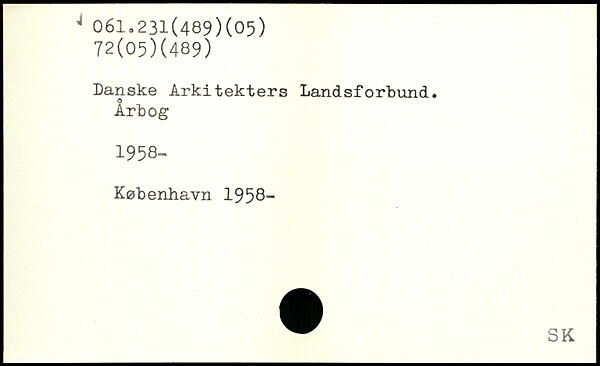 061.231(489)(05)
72(05)(489)
Danske Arkitekters Landsforbund.
Årbog
1958-
København 1958-
SK